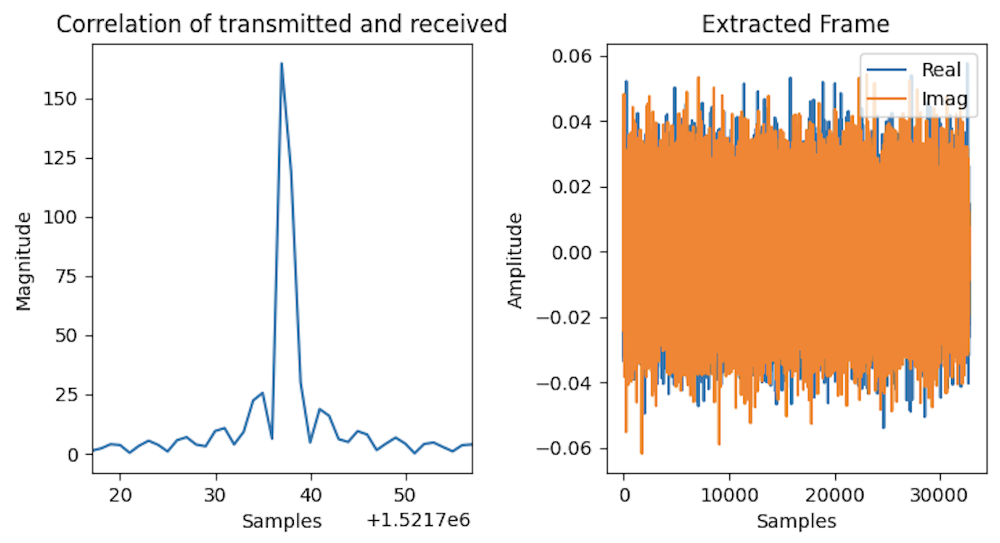 Correlation of transmitted and received
Magnitude
150
125
100
75
50
25
0
20 30 40 50
Samples
+1.5217e6
Extracted Frame
Real
Imag
Amplitude
0.06
0.04
0.02
0.00
−0.02
−0.04
−0.06
0 10000 20000 30000
Samples